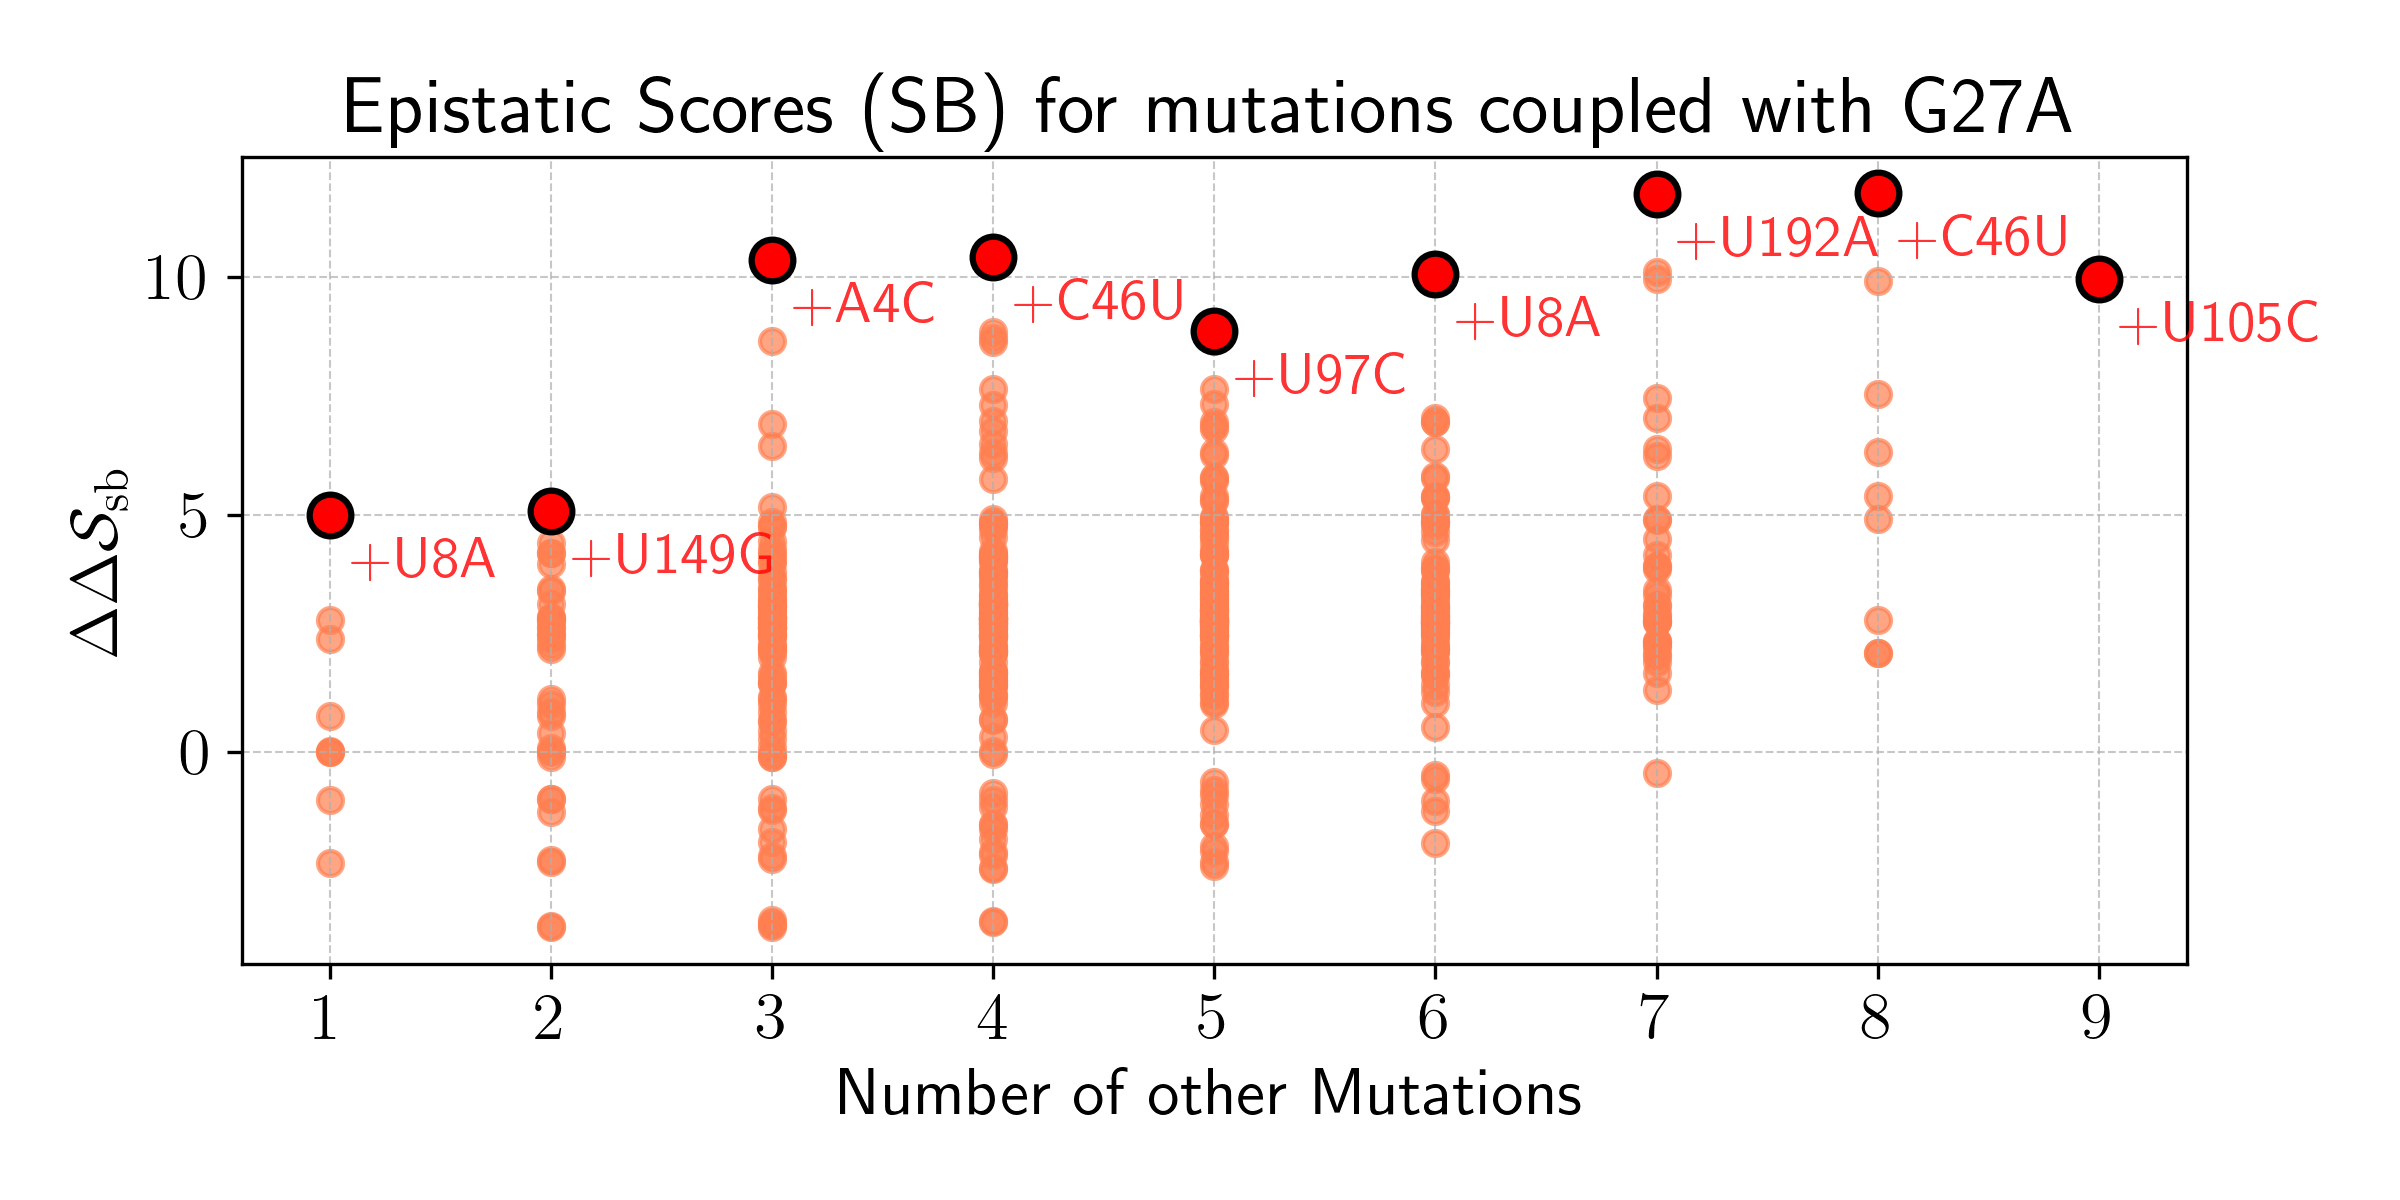 Epistatic Scores (SB) for mutations coupled with G27A
ΔΔ𝒮sb
10
5
0
+U8A
+U149G
+A4C
+C46U
+U97C
+U8A
+U192A
+C46U
+U105C
1 2 3 4 5 6 7 8 9
Number of other Mutations